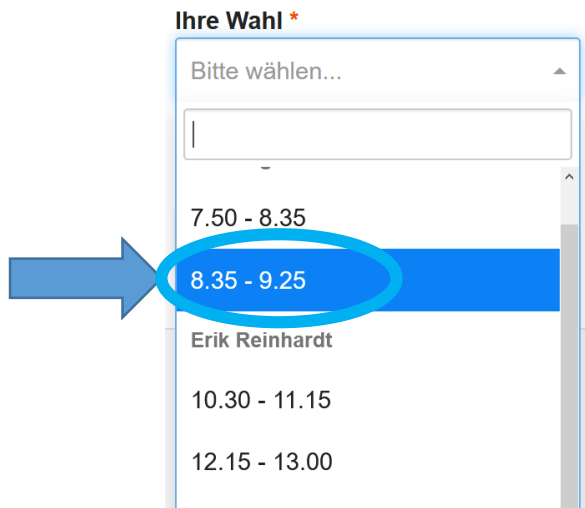 Ihre Wahl *
Bitte wählen...
7.50 - 8.35
8.35 - 9.25
Erik Reinhardt
10.30 - 11.15
12.15 - 13.00